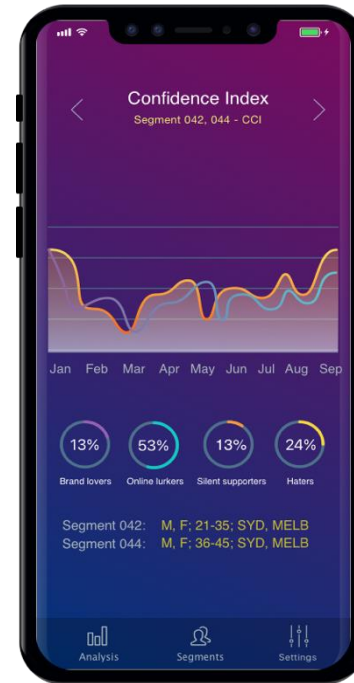 Confidence Index
Segment 042, 044 - CCI
Jan Feb Mar Apr May Jun Jul Aug Sep
13% 53% 13% 24%
Brand lovers Online lurkers Silent supporters Haters
Segment 042: M, F; 21-35; SYD, MELB
Segment 044: M, F; 36-45; SYD, MELB
Analysis Segments Settings